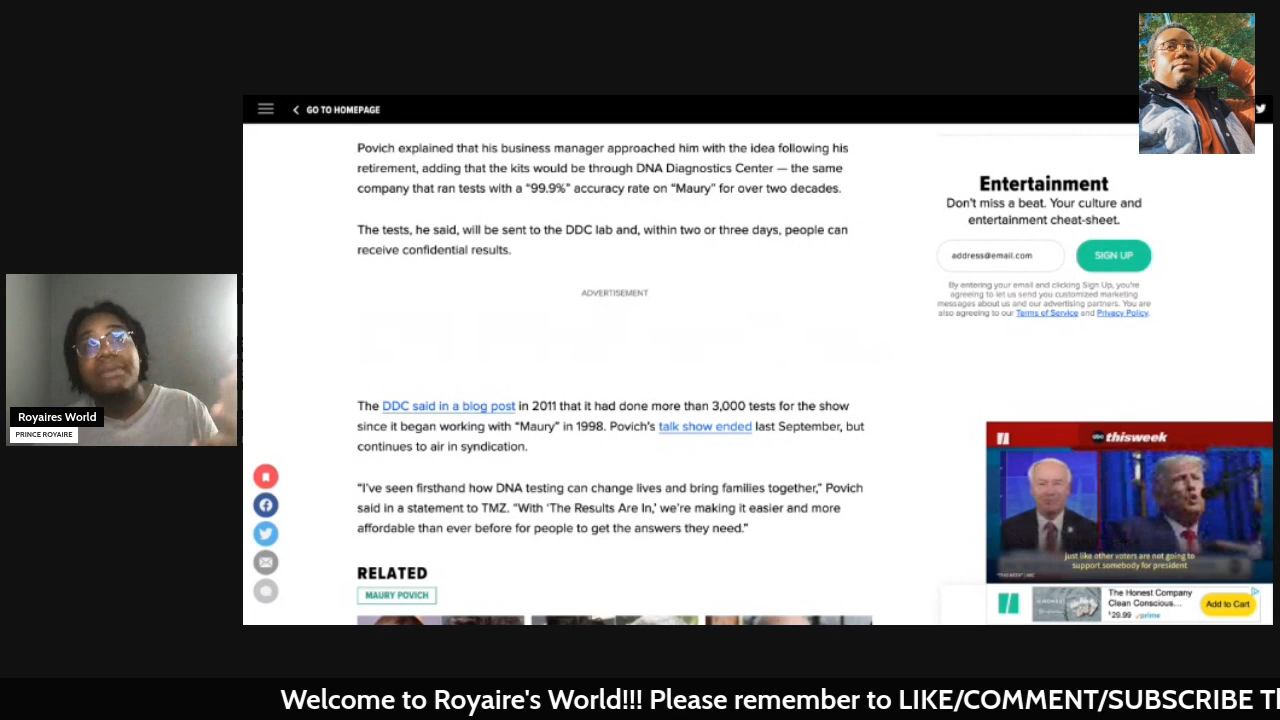 GO TO HOMEPAGE
Povich explained that his business manager approached him with the idea following his
retirement, adding that the kits would be through DNA Diagnostics Center — the same
company that ran tests with a “99.9%” accuracy rate on “Maury” for over two decades.
The tests, he said, will be sent to the DDC lab and, within two or three days, people can
receive confidential results.
ADVERTISEMENT
The DDC said in a blog post in 2011 that it had done more than 3,000 tests for the show
since it began working with “Maury” in 1998. Povich’s talk show ended last September, but
continues to air in syndication.
“I’ve seen firsthand how DNA testing can change lives and bring families together,” Povich
said in a statement to TMZ. “With ‘The Results Are In,’ we’re making it easier and more
affordable than ever before for people to get the answers they need.”
RELATED
MAURY POVICH
Entertainment
Don't miss a beat. Your culture and
entertainment cheat-sheet.
address@email.com
SIGN UP
By entering your email and clicking Sign Up, you're
agreeing to let us send you customized marketing
messages about us and our advertising partners. You are
also agreeing to our Terms of Service and Privacy Policy.
abc thisweek
just like other voters are not going to
support somebody for president
"THIS WEEK" | ABC
The Honest Company
Clean Conscious...
$29.99 prime
Add to Cart
Royaires World
PRINCE ROYAIRE
Welcome to Royaire's World!!! Please remember to LIKE/COMMENT/SUBSCRIBE T